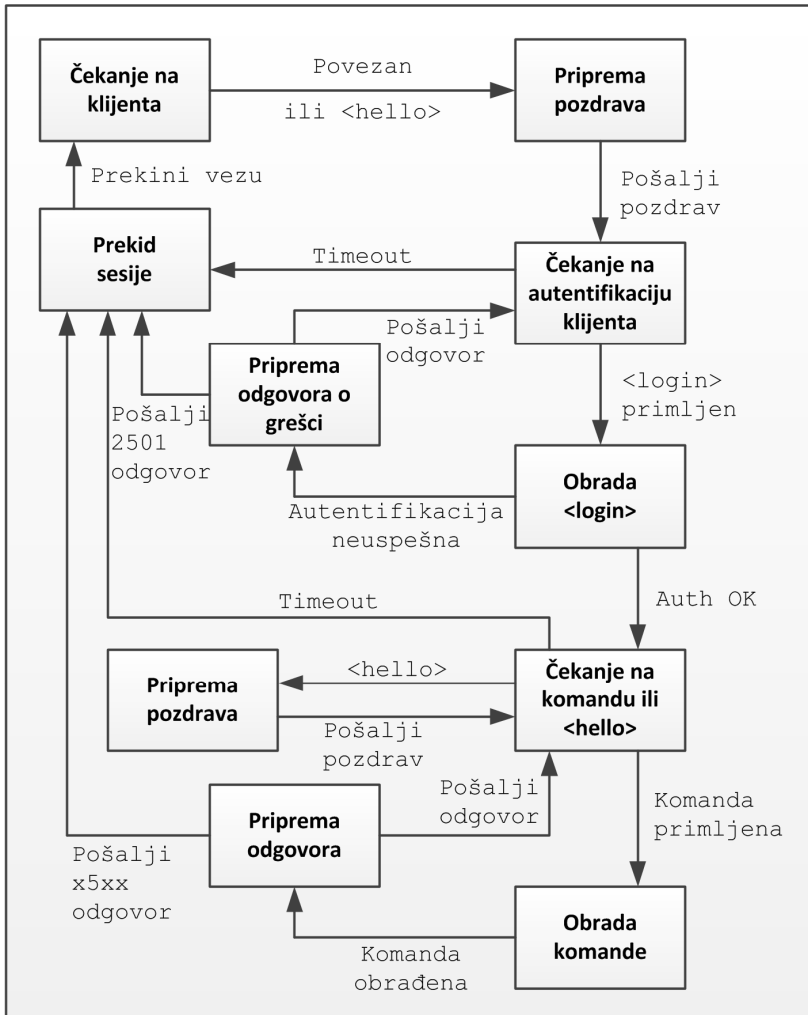 Čekanje na
klijenta
Povezan
ili <hello>
Priprema
pozdrava
Prekini vezu
Pošalji
pozdrav
Prekid
sesije
Timeout
Čekanje na
autentifikaciju
klijenta
Pošalji
odgovor
Priprema
odgovora o
grešci
Pošalji
2501
odgovor
<login>
primljen
Autentifikacija
neuspešna
Obrada
<login>
Auth OK
Timeout
Priprema
pozdrava
<hello>
Čekanje na
komandu ili
<hello>
Pošalji
pozdrav
Pošalji
odgovor
Komanda
primljena
Priprema
odgovora
Pošalji
x5xx
odgovor
Komanda
obrađena
Obrada
komande